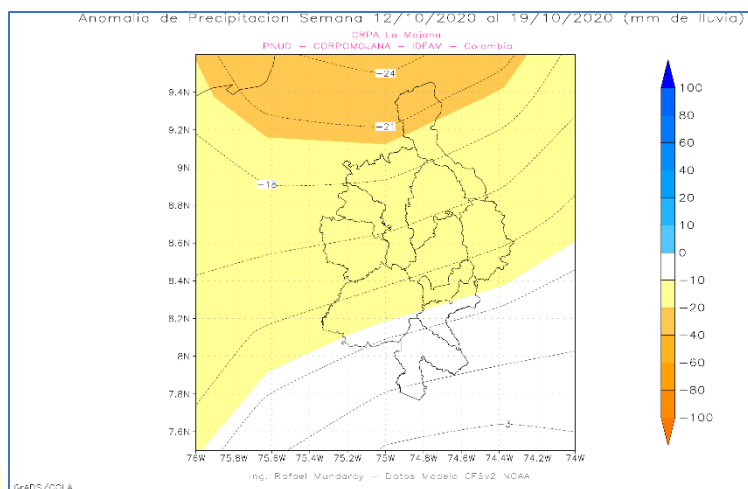 Anomalia de Precipitacion Semana 12/10/2020 al 19/10/2020 (mm de lluvia)
CRPA La Mojana
PNUD – CORPOMOJANA – IDEAM – Colombia
-24
9.4N
-21
9.2N
9N
-18
8.8N
8.6N
8.4N
8.2N
8N
7.8N
7.6N
-3
76W 75.8W 75.6W 75.4W 75.2W 75W 74.8W 74.6W 74.4W 74.2W 74W
100
80
60
40
20
10
0
-10
-20
-40
-60
-80
-100
Ing. Rafael Mundaray – Datos Modelo CFSv2 NOAA
GrADS/COLA